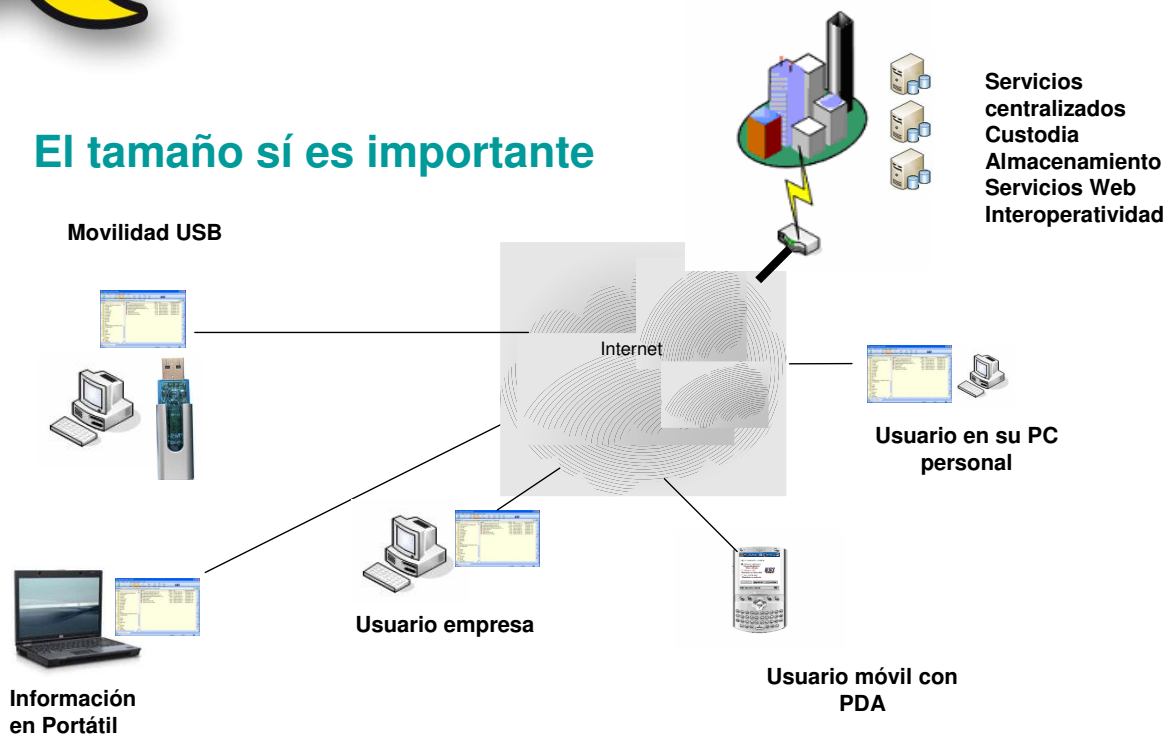 Servicios
centralizados
Custodia
Almacenamiento
Servicios Web
Interoperatividad
El tamaño sí es importante
Movilidad USB
Internet
Usuario en su PC
personal
Usuario empresa
Usuario móvil con
PDA
Información
en Portátil